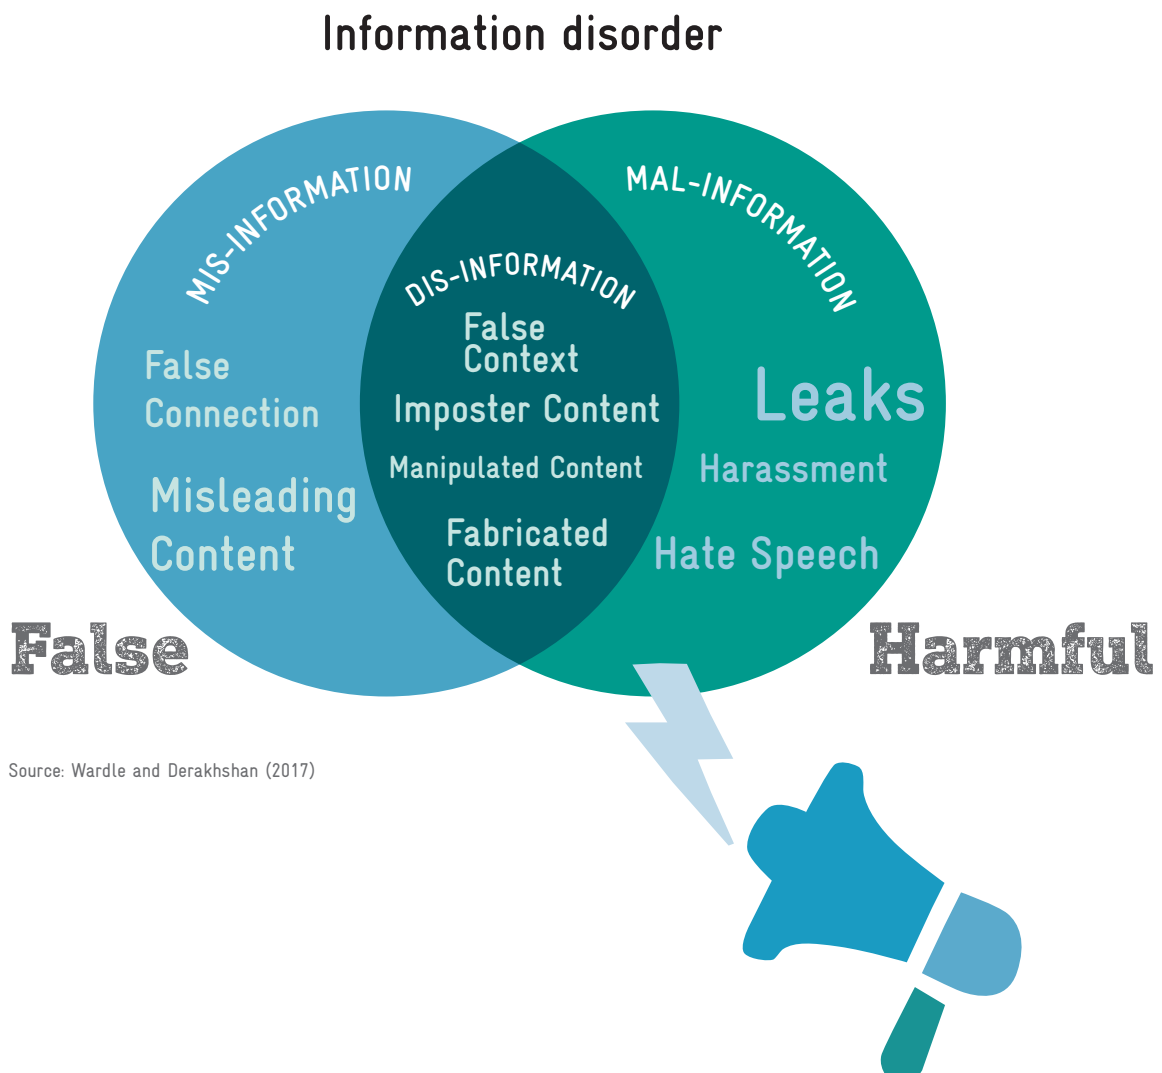 Information disorder
MIS-INFORMATION
False
Connection
Misleading
Content
DIS-INFORMATION
False
Context
Imposter Content
Manipulated Content
Fabricated
Content
MAL-INFORMATION
Leaks
Harassment
Hate Speech
False
Harmful
Source: Wardle and Derakhshan (2017)